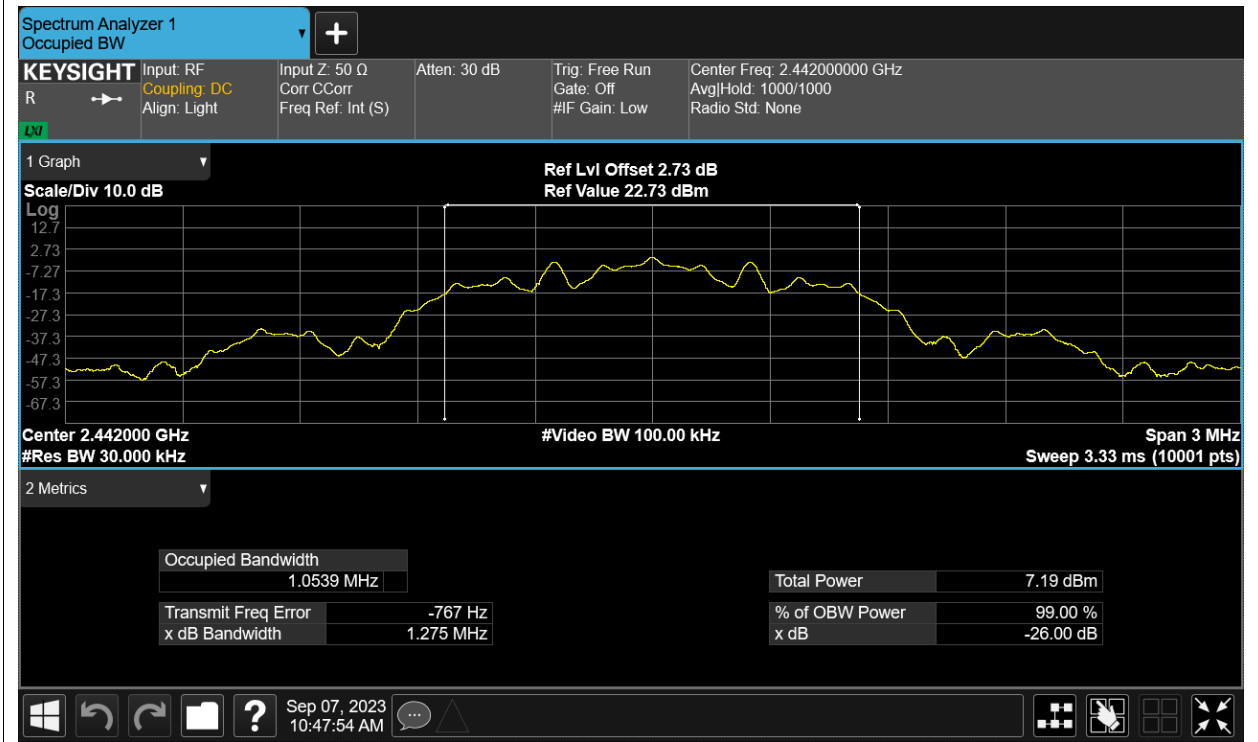 Spectrum Analyzer 1
Occupied BW
KEYSIGHT
R
LXI
Input: RF
Coupling: DC
Align: Light
Input Z: 50 Ω
Corr CCorr
Freq Ref: Int (S)
Atten: 30 dB
Trig: Free Run
Gate: Off
#IF Gain: Low
Center Freq: 2.442000000 GHz
Avg|Hold: 1000/1000
Radio Std: None
1 Graph
Scale/Div 10.0 dB
Ref Lvl Offset 2.73 dB
Ref Value 22.73 dBm
Log
12.7
2.73
-7.27
-17.3
-27.3
-37.3
-47.3
-57.3
-67.3
Center 2.442000 GHz
#Video BW 100.00 kHz
Span 3 MHz
#Res BW 30.000 kHz
Sweep 3.33 ms (10001 pts)
2 Metrics
Occupied Bandwidth
1.0539 MHz
Transmit Freq Error -767 Hz
x dB Bandwidth 1.275 MHz
Total Power 7.19 dBm
% of OBW Power 99.00 %
x dB -26.00 dB
?
Sep 07, 2023
10:47:54 AM